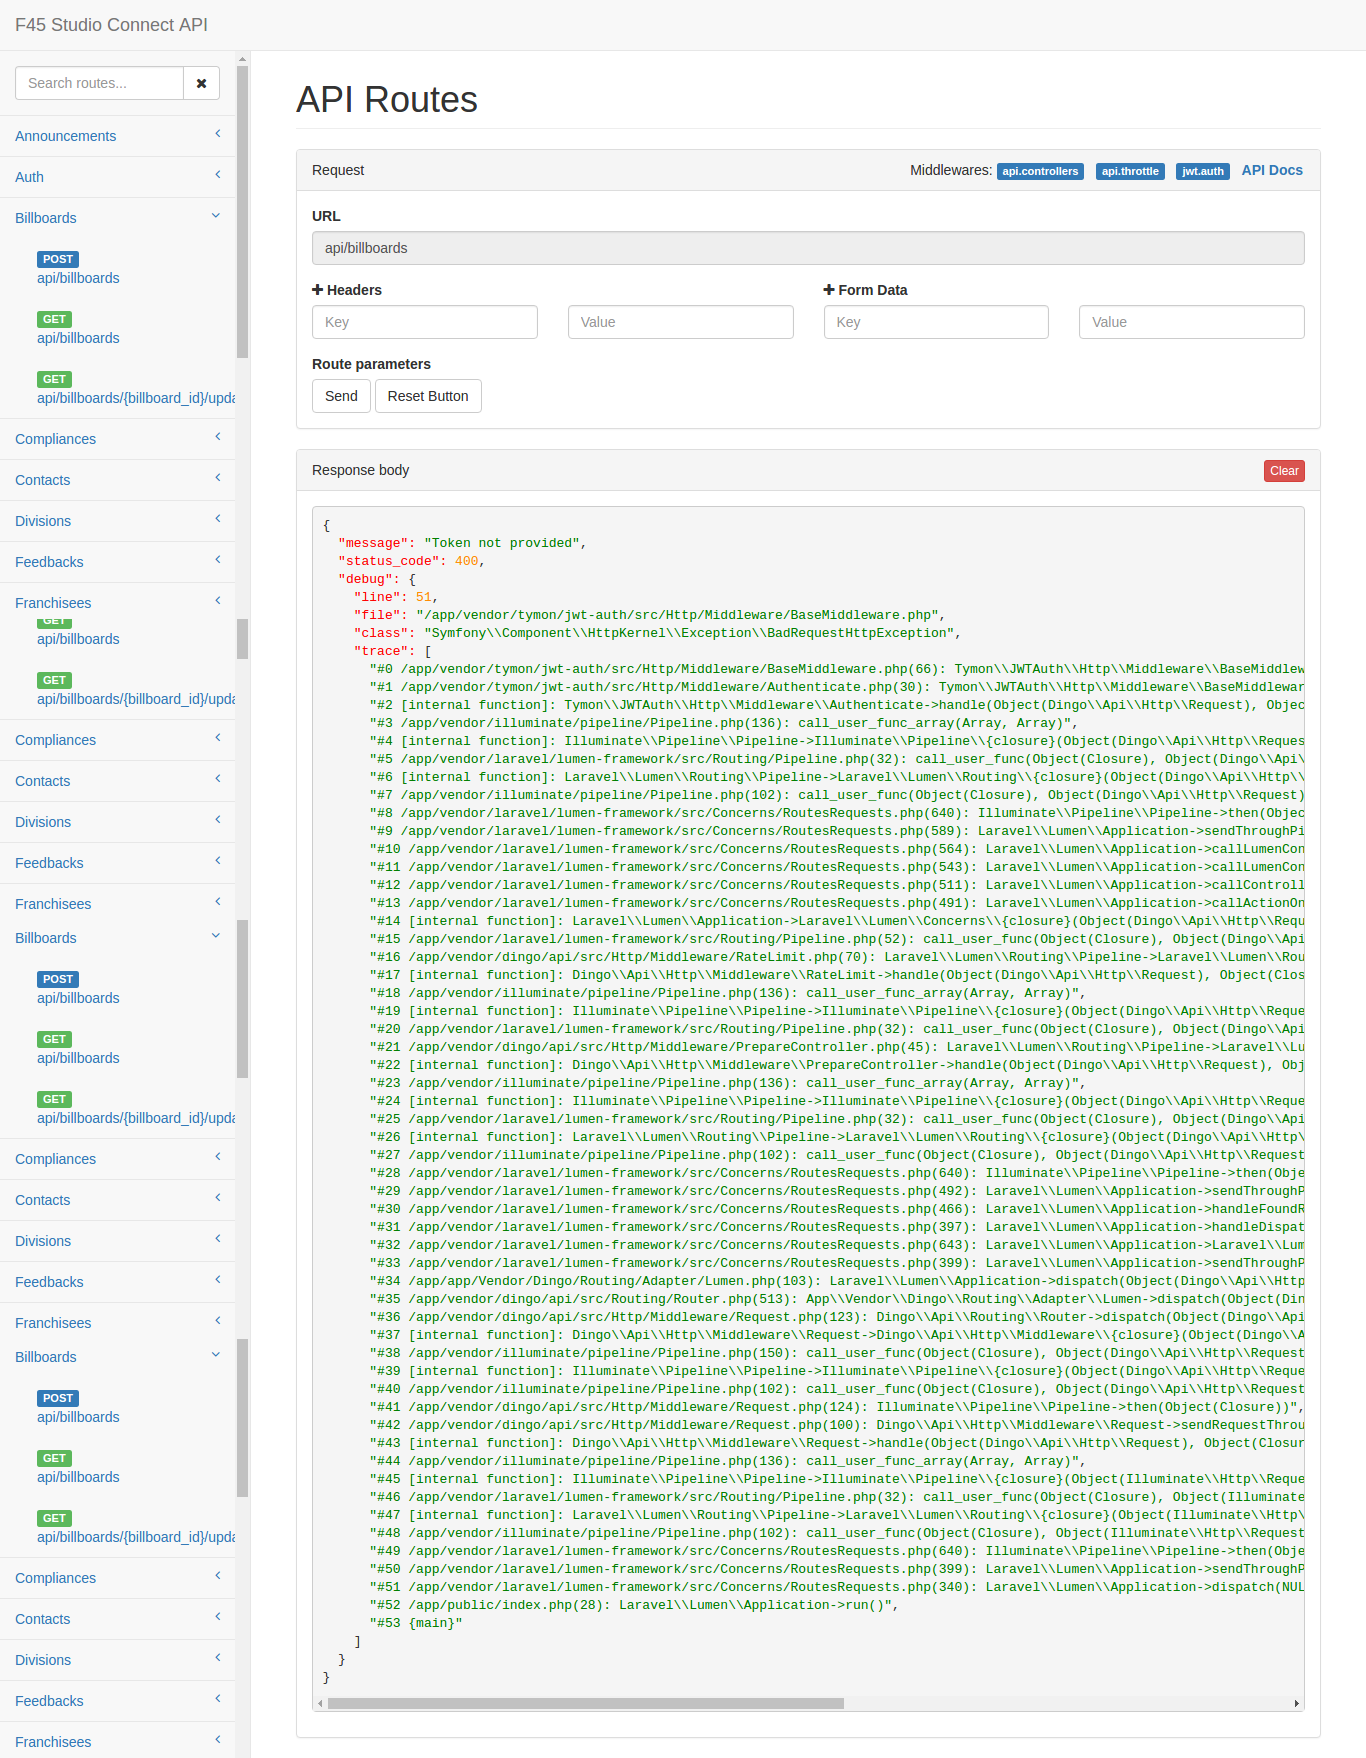 F45 Studio Connect API
Search routes...
Announcements
Auth
Billboards
POST
api/billboards
GET
api/billboards
GET
api/billboards/{billboard_id}/upda
Compliances
Contacts
Divisions
Feedbacks
Franchisees
GET
api/billboards
GET
api/billboards/{billboard_id}/upda
Compliances
Contacts
Divisions
Feedbacks
Franchisees
Billboards
POST
api/billboards
GET
api/billboards
GET
api/billboards/{billboard_id}/upda
Compliances
Contacts
Divisions
Feedbacks
Franchisees
Billboards
POST
api/billboards
GET
api/billboards
GET
api/billboards/{billboard_id}/upda
Compliances
Contacts
Divisions
Feedbacks
Franchisees
API Routes
Request Middlewares: api.controllers api.throttle jwt.auth API Docs
URL
api/billboards
Headers Form Data
Key Value Key Value
Route parameters
Send Reset Button
Response body Clear
{
"message": "Token not provided",
"status_code": 400,
"debug": {
"line": 51,
"file": "/app/vendor/tymon/jwt-auth/src/Http/Middleware/BaseMiddleware.php",
"class": "Symfony\\Component\\HttpKernel\\Exception\\BadRequestHttpException",
"trace": [
"#0 /app/vendor/tymon/jwt-auth/src/Http/Middleware/BaseMiddleware.php(66): Tymon\\JWTAuth\\Http\\Middleware\\BaseMiddlew
"#1 /app/vendor/tymon/jwt-auth/src/Http/Middleware/Authenticate.php(30): Tymon\\JWTAuth\\Http\\Middleware\\BaseMiddlewar
"#2 [internal function]: Tymon\\JWTAuth\\Http\\Middleware\\Authenticate->handle(Object(Dingo\\Api\\Http\\Request), Objec
"#3 /app/vendor/illuminate/pipeline/Pipeline.php(136): call_user_func_array(Array, Array)",
"#4 [internal function]: Illuminate\\Pipeline\\Pipeline->Illuminate\\Pipeline\\{closure}(Object(Dingo\\Api\\Http\\Reques
"#5 /app/vendor/laravel/lumen-framework/src/Routing/Pipeline.php(32): call_user_func(Object(Closure), Object(Dingo\\Api\
"#6 [internal function]: Laravel\\Lumen\\Routing\\Pipeline->Laravel\\Lumen\\Routing\\{closure}(Object(Dingo\\Api\\Http\\
"#7 /app/vendor/illuminate/pipeline/Pipeline.php(102): call_user_func(Object(Closure), Object(Dingo\\Api\\Http\\Request)
"#8 /app/vendor/laravel/lumen-framework/src/Concerns/RoutesRequests.php(640): Illuminate\\Pipeline\\Pipeline->then(Objec
"#9 /app/vendor/laravel/lumen-framework/src/Concerns/RoutesRequests.php(589): Laravel\\Lumen\\Application->sendThroughPi
"#10 /app/vendor/laravel/lumen-framework/src/Concerns/RoutesRequests.php(564): Laravel\\Lumen\\Application->callLumenCon
"#11 /app/vendor/laravel/lumen-framework/src/Concerns/RoutesRequests.php(543): Laravel\\Lumen\\Application->callLumenCon
"#12 /app/vendor/laravel/lumen-framework/src/Concerns/RoutesRequests.php(511): Laravel\\Lumen\\Application->callControll
"#13 /app/vendor/laravel/lumen-framework/src/Concerns/RoutesRequests.php(491): Laravel\\Lumen\\Application->callActionOn
"#14 [internal function]: Laravel\\Lumen\\Application->Laravel\\Lumen\\Concerns\\{closure}(Object(Dingo\\Api\\Http\\Requ
"#15 /app/vendor/laravel/lumen-framework/src/Routing/Pipeline.php(52): call_user_func(Object(Closure), Object(Dingo\\Api
"#16 /app/vendor/dingo/api/src/Http/Middleware/RateLimit.php(70): Laravel\\Lumen\\Routing\\Pipeline->Laravel\\Lumen\\Rou
"#17 [internal function]: Dingo\\Api\\Http\\Middleware\\RateLimit->handle(Object(Dingo\\Api\\Http\\Request), Object(Clos
"#18 /app/vendor/illuminate/pipeline/Pipeline.php(136): call_user_func_array(Array, Array)",
"#19 [internal function]: Illuminate\\Pipeline\\Pipeline->Illuminate\\Pipeline\\{closure}(Object(Dingo\\Api\\Http\\Reque
"#20 /app/vendor/laravel/lumen-framework/src/Routing/Pipeline.php(32): call_user_func(Object(Closure), Object(Dingo\\Api
"#21 /app/vendor/dingo/api/src/Http/Middleware/PrepareController.php(45): Laravel\\Lumen\\Routing\\Pipeline->Laravel\\Lu
"#22 [internal function]: Dingo\\Api\\Http\\Middleware\\PrepareController->handle(Object(Dingo\\Api\\Http\\Request), Obj
"#23 /app/vendor/illuminate/pipeline/Pipeline.php(136): call_user_func_array(Array, Array)",
"#24 [internal function]: Illuminate\\Pipeline\\Pipeline->Illuminate\\Pipeline\\{closure}(Object(Dingo\\Api\\Http\\Reque
"#25 /app/vendor/laravel/lumen-framework/src/Routing/Pipeline.php(32): call_user_func(Object(Closure), Object(Dingo\\Api
"#26 [internal function]: Laravel\\Lumen\\Routing\\Pipeline->Laravel\\Lumen\\Routing\\{closure}(Object(Dingo\\Api\\Http\
"#27 /app/vendor/illuminate/pipeline/Pipeline.php(102): call_user_func(Object(Closure), Object(Dingo\\Api\\Http\\Request
"#28 /app/vendor/laravel/lumen-framework/src/Concerns/RoutesRequests.php(640): Illuminate\\Pipeline\\Pipeline->then(Obje
"#29 /app/vendor/laravel/lumen-framework/src/Concerns/RoutesRequests.php(492): Laravel\\Lumen\\Application->sendThroughP
"#30 /app/vendor/laravel/lumen-framework/src/Concerns/RoutesRequests.php(466): Laravel\\Lumen\\Application->handleFoundR
"#31 /app/vendor/laravel/lumen-framework/src/Concerns/RoutesRequests.php(397): Laravel\\Lumen\\Application->handleDispat
"#32 /app/vendor/laravel/lumen-framework/src/Concerns/RoutesRequests.php(643): Laravel\\Lumen\\Application->Laravel\\Lum
"#33 /app/vendor/laravel/lumen-framework/src/Concerns/RoutesRequests.php(399): Laravel\\Lumen\\Application->sendThroughP
"#34 /app/app/Vendor/Dingo/Routing/Adapter/Lumen.php(103): Laravel\\Lumen\\Application->dispatch(Object(Dingo\\Api\\Http
"#35 /app/vendor/dingo/api/src/Routing/Router.php(513): App\\Vendor\\Dingo\\Routing\\Adapter\\Lumen->dispatch(Object(Din
"#36 /app/vendor/dingo/api/src/Http/Middleware/Request.php(123): Dingo\\Api\\Routing\\Router->dispatch(Object(Dingo\\Api
"#37 [internal function]: Dingo\\Api\\Http\\Middleware\\Request->Dingo\\Api\\Http\\Middleware\\{closure}(Object(Dingo\\A
"#38 /app/vendor/illuminate/pipeline/Pipeline.php(150): call_user_func(Object(Closure), Object(Dingo\\Api\\Http\\Request
"#39 [internal function]: Illuminate\\Pipeline\\Pipeline->Illuminate\\Pipeline\\{closure}(Object(Dingo\\Api\\Http\\Reque
"#40 /app/vendor/illuminate/pipeline/Pipeline.php(102): call_user_func(Object(Closure), Object(Dingo\\Api\\Http\\Request
"#41 /app/vendor/dingo/api/src/Http/Middleware/Request.php(124): Illuminate\\Pipeline\\Pipeline->then(Object(Closure))",
"#42 /app/vendor/dingo/api/src/Http/Middleware/Request.php(100): Dingo\\Api\\Http\\Middleware\\Request->sendRequestThrou
"#43 [internal function]: Dingo\\Api\\Http\\Middleware\\Request->handle(Object(Dingo\\Api\\Http\\Request), Object(Closur
"#44 /app/vendor/illuminate/pipeline/Pipeline.php(136): call_user_func_array(Array, Array)",
"#45 [internal function]: Illuminate\\Pipeline\\Pipeline->Illuminate\\Pipeline\\{closure}(Object(Illuminate\\Http\\Reque
"#46 /app/vendor/laravel/lumen-framework/src/Routing/Pipeline.php(32): call_user_func(Object(Closure), Object(Illuminate
"#47 [internal function]: Laravel\\Lumen\\Routing\\Pipeline->Laravel\\Lumen\\Routing\\{closure}(Object(Illuminate\\Http\
"#48 /app/vendor/illuminate/pipeline/Pipeline.php(102): call_user_func(Object(Closure), Object(Illuminate\\Http\\Request
"#49 /app/vendor/laravel/lumen-framework/src/Concerns/RoutesRequests.php(640): Illuminate\\Pipeline\\Pipeline->then(Obje
"#50 /app/vendor/laravel/lumen-framework/src/Concerns/RoutesRequests.php(399): Laravel\\Lumen\\Application->sendThroughP
"#51 /app/vendor/laravel/lumen-framework/src/Concerns/RoutesRequests.php(340): Laravel\\Lumen\\Application->dispatch(NUL
"#52 /app/public/index.php(28): Laravel\\Lumen\\Application->run()",
"#53 {main}"
]
}
}